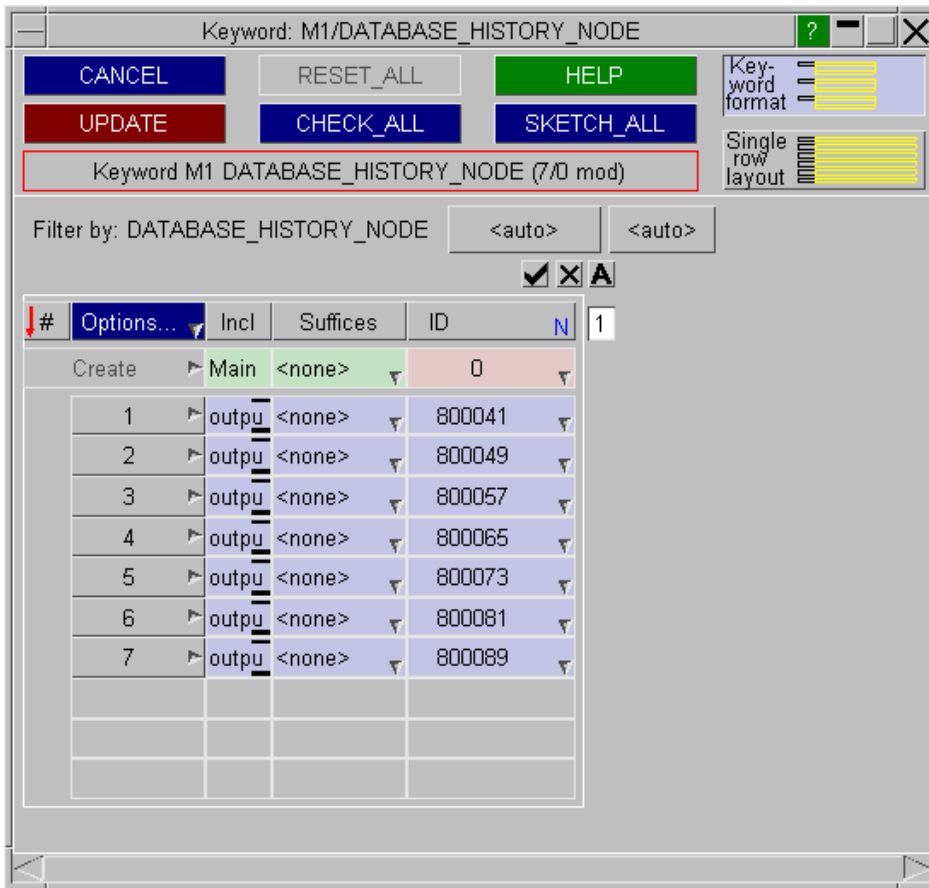 Keyword: M1/DATABASE_HISTORY_NODE ?
CANCEL RESET_ALL HELP
Key-
word
format
UPDATE CHECK_ALL SKETCH_ALL
Single
row
layout
Keyword M1 DATABASE_HISTORY_NODE (7/0 mod)
Filter by: DATABASE_HISTORY_NODE <auto> <auto>
A
# Options... Incl Suffices ID N 1
Create Main <none> 0
1 outpu <none> 800041
2 outpu <none> 800049
3 outpu <none> 800057
4 outpu <none> 800065
5 outpu <none> 800073
6 outpu <none> 800081
7 outpu <none> 800089